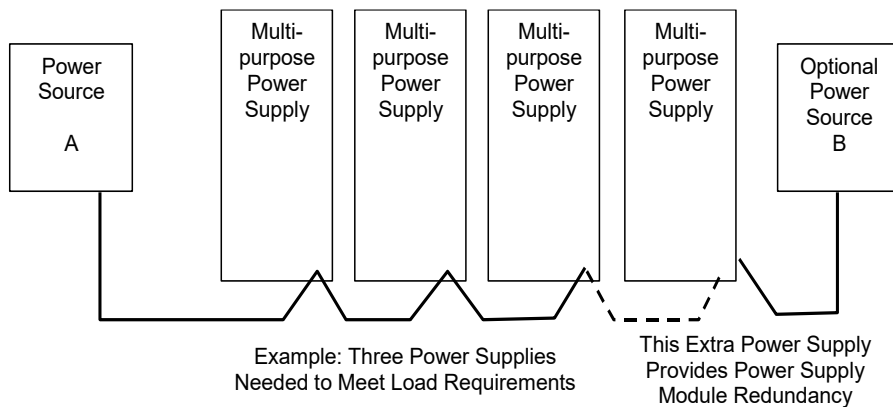 Power
Source
A
Multi-
purpose
Power
Supply
Multi-
purpose
Power
Supply
Multi-
purpose
Power
Supply
Multi-
purpose
Power
Supply
Optional
Power
Source
B
Example: Three Power Supplies
Needed to Meet Load Requirements
This Extra Power Supply
Provides Power Supply
Module Redundancy